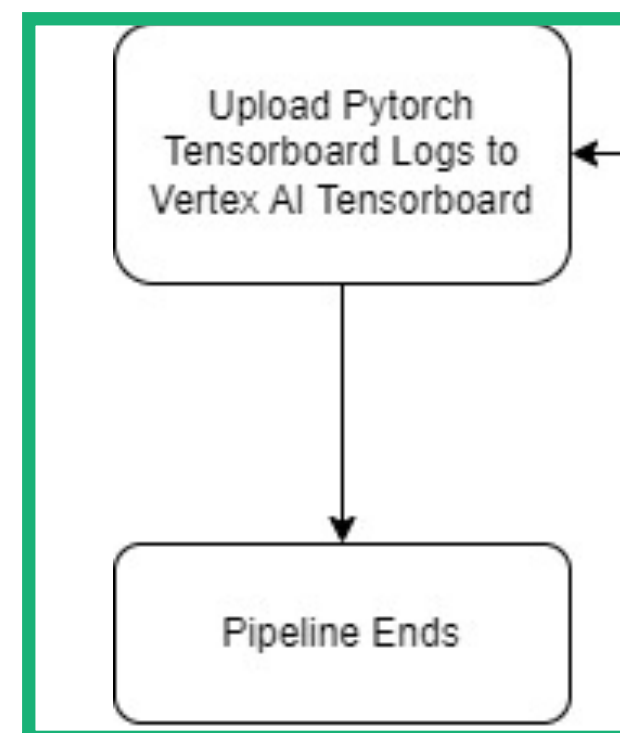 Upload Pytorch
Tensorboard Logs to
Vertex AI Tensorboard
Pipeline Ends